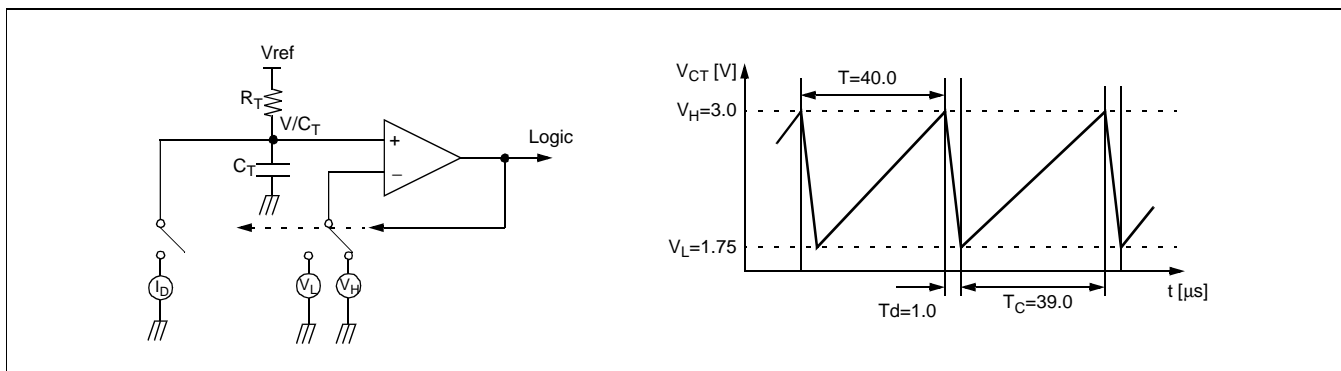 Vref
R_T
V/C_T
C_T
+
−
Logic
I_D
V_L
V_H
V_CT [V]
T=40.0
V_H=3.0
V_L=1.75
t [μs]
Td=1.0
T_C=39.0